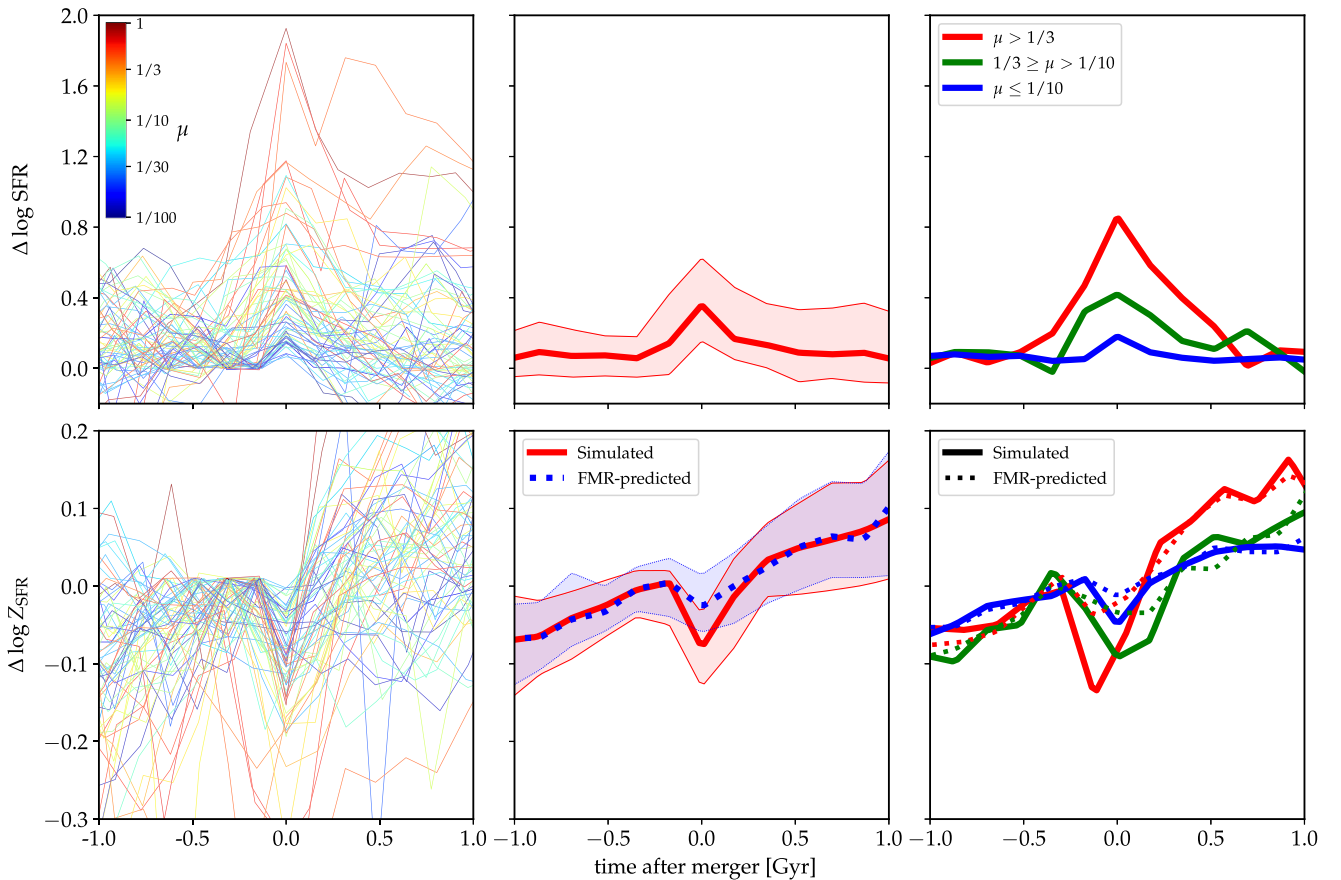 2.0
1.6
1.2
0.8
0.4
0.0
Δ log SFR
1
1/3
1/10
1/30
1/100
μ
μ > 1/3
1/3 ≥ μ > 1/10
μ ≤ 1/10
0.2
0.1
0.0
−0.1
−0.2
−0.3
Δ log Z_SFR
Simulated
FMR-predicted
Simulated
FMR-predicted
-1.0 -0.5 0.0 0.5 1.0
−0.5 0.0 0.5 1.0
-1.0 −0.5 0.0 0.5 1.0
time after merger [Gyr]